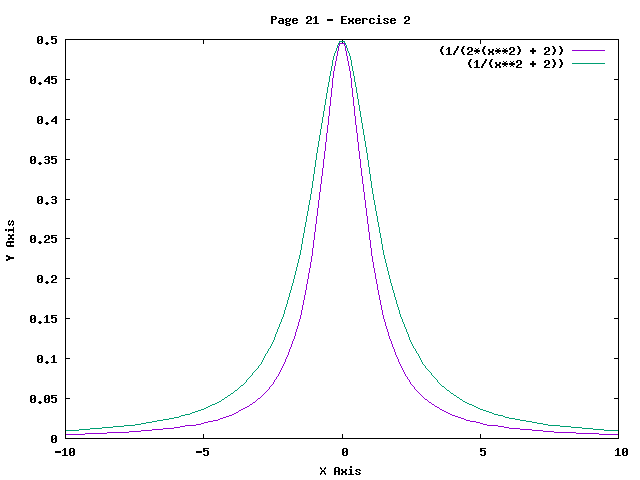 Page 21 - Exercise 2
(1/(2*(x**2) + 2))
(1/(x**2 + 2))
0.5
0.45
0.4
0.35
0.3
0.25
0.2
0.15
0.1
0.05
0
Y Axis
-10 -5 0 5 10
X Axis